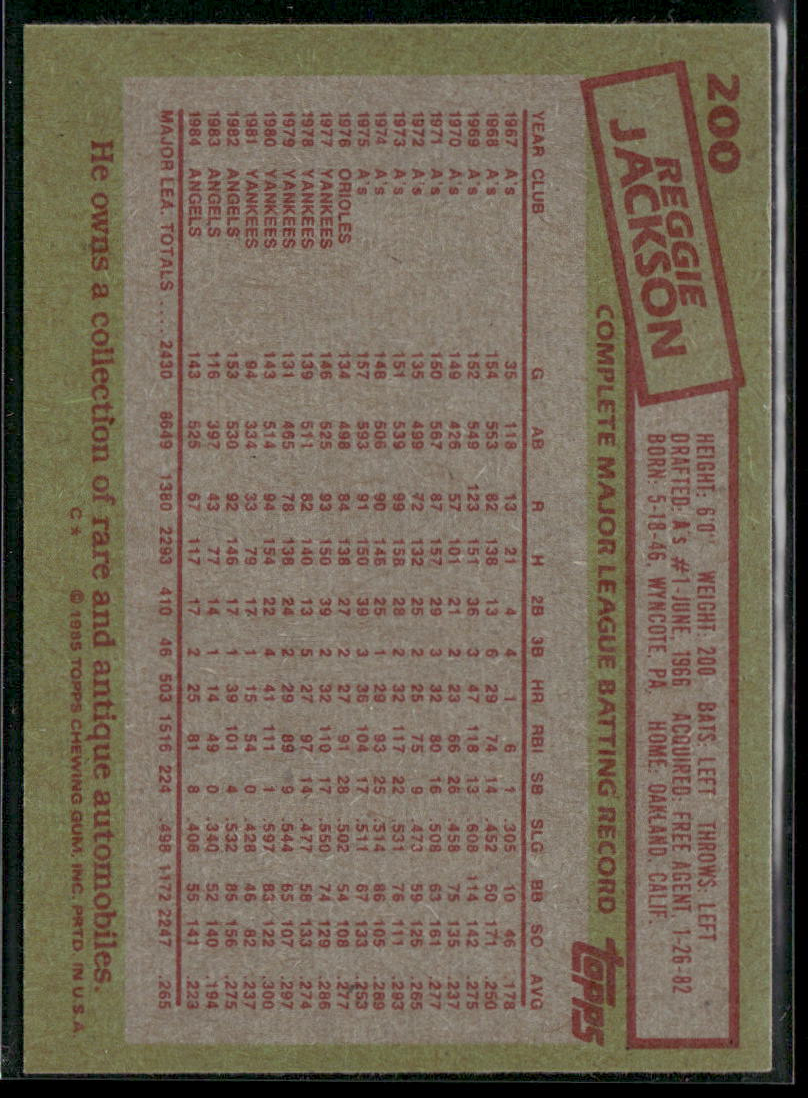 200
REGGIE
JACKSON
HEIGHT: 6'0" WEIGHT: 200 BATS: LEFT THROWS: LEFT
DRAFTED: A's #1-JUNE, 1966 ACQUIRED: FREE AGENT, 1-26-82
BORN: 5-18-46, WYNCOTE, PA. HOME: OAKLAND, CALIF.
COMPLETE MAJOR LEAGUE BATTING RECORD topps
YEAR CLUB G AB R H 2B 3B HR RBI SB SLG BB SO AVG
1967 A's 35 118 13 21 4 4 1 6 1 .305 10 46 .178
1968 A's 154 553 82 138 13 6 29 74 14 .452 50 171 .250
1969 A's 152 549 123 151 36 3 47 118 13 .608 114 142 .275
1970 A's 149 426 57 101 21 2 23 66 26 .458 75 135 .237
1971 A's 150 567 87 157 29 3 32 80 16 .508 63 161 .277
1972 A's 135 499 72 132 25 2 25 75 9 .473 59 125 .265
1973 A's 151 539 99 158 28 2 32 117 22 .531 76 111 .293
1974 A's 148 506 90 146 25 1 29 93 25 .514 86 105 .289
1975 A's 157 593 91 150 39 3 36 104 17 .511 67 133 .253
1976 ORIOLES 134 498 84 138 27 2 27 91 28 .502 54 108 .277
1977 YANKEES 146 525 93 150 39 2 32 110 17 .550 74 129 .286
1978 YANKEES 139 511 82 140 13 5 27 97 14 .477 58 133 .274
1979 YANKEES 131 465 78 138 24 2 29 89 9 .544 65 107 .297
1980 YANKEES 143 514 94 154 22 4 41 111 1 .597 83 122 .300
1981 YANKEES 94 334 33 79 17 1 15 54 0 .428 46 82 .237
1982 ANGELS 153 530 92 146 17 1 39 101 4 .532 85 156 .275
1983 ANGELS 116 397 43 77 14 1 14 49 0 .340 52 140 .194
1984 ANGELS 143 525 67 117 17 2 25 81 8 .406 55 141 .223
MAJOR LEA. TOTALS .... 2430 8649 1380 2293 410 46 503 1516 224 .498 1172 2247 .265
He owns a collection of rare and antique automobiles.
C* © 1985 TOPPS CHEWING GUM, INC. PRTD. IN U.S.A.